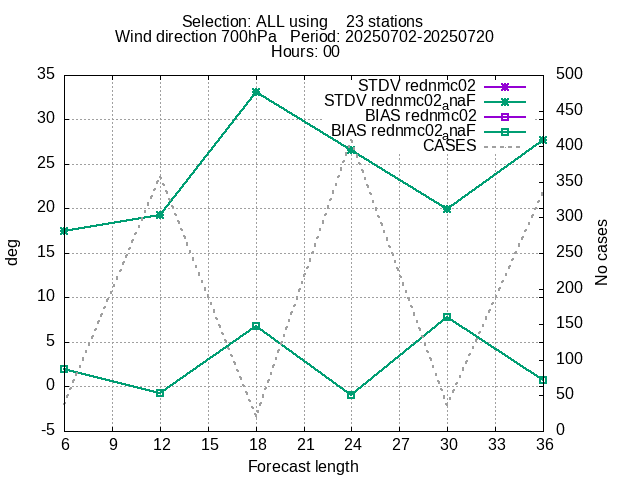 Selection: ALL using    23 stations
Wind direction 700hPa   Period: 20250702-20250720
Hours: 00
STDV rednmc02
STDV rednmc02anaF
BIAS rednmc02
BIAS rednmc02anaF
CASES
35
30
25
20
15
10
5
0
-5
deg
500
450
400
350
300
250
200
150
100
50
0
No cases
6 9 12 15 18 21 24 27 30 33 36
Forecast length